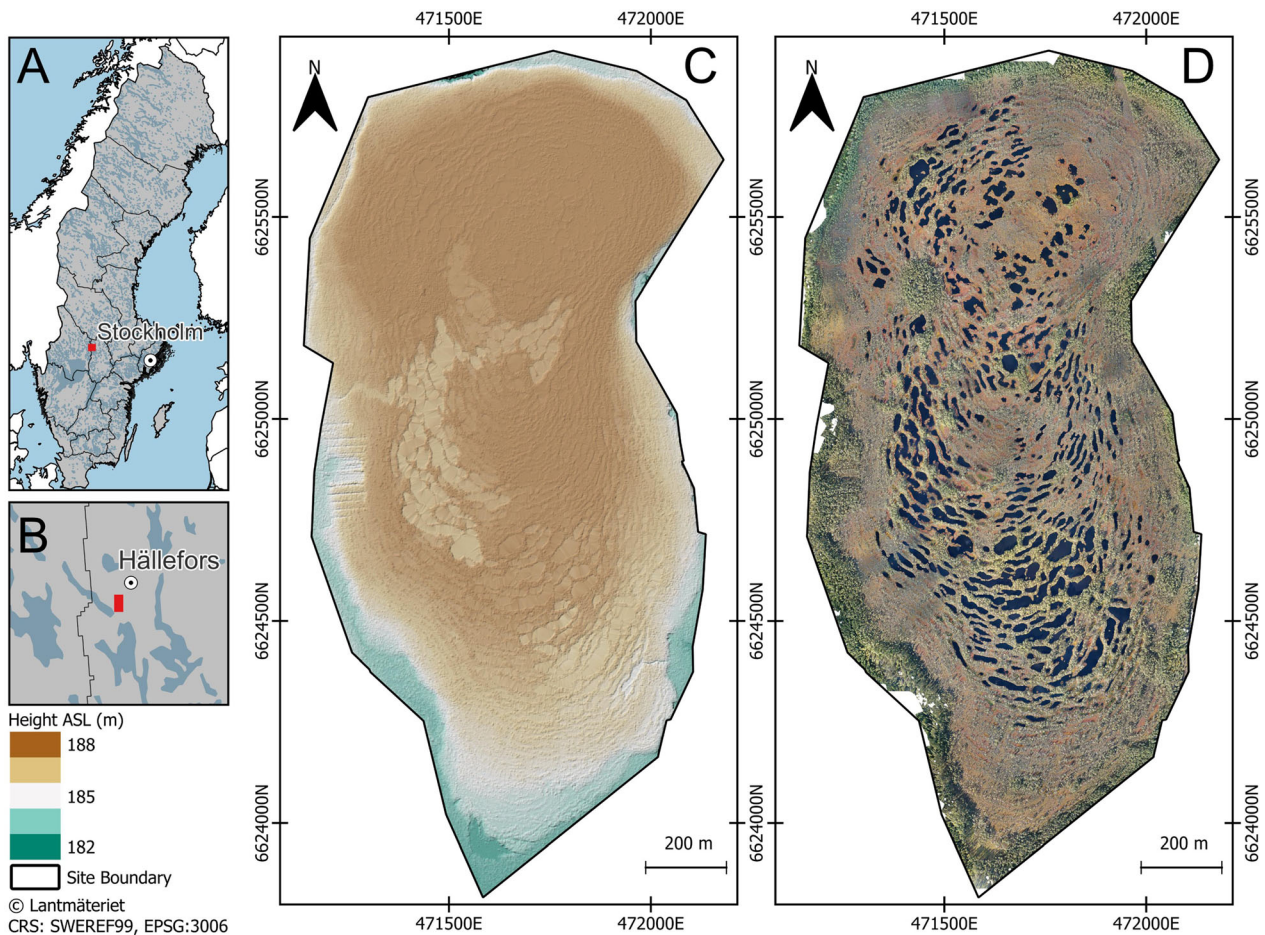 A
Stockholm
B
Hällefors
Height ASL (m)
188
185
182
Site Boundary
© Lantmäteriet
CRS: SWEREF99, EPSG:3006
471500E 472000E
C
N
6625500N
6625000N
6624500N
6624000N
200 m
471500E 472000E
471500E 472000E
D
N
6625500N
6625000N
6624500N
6624000N
200 m
471500E 472000E